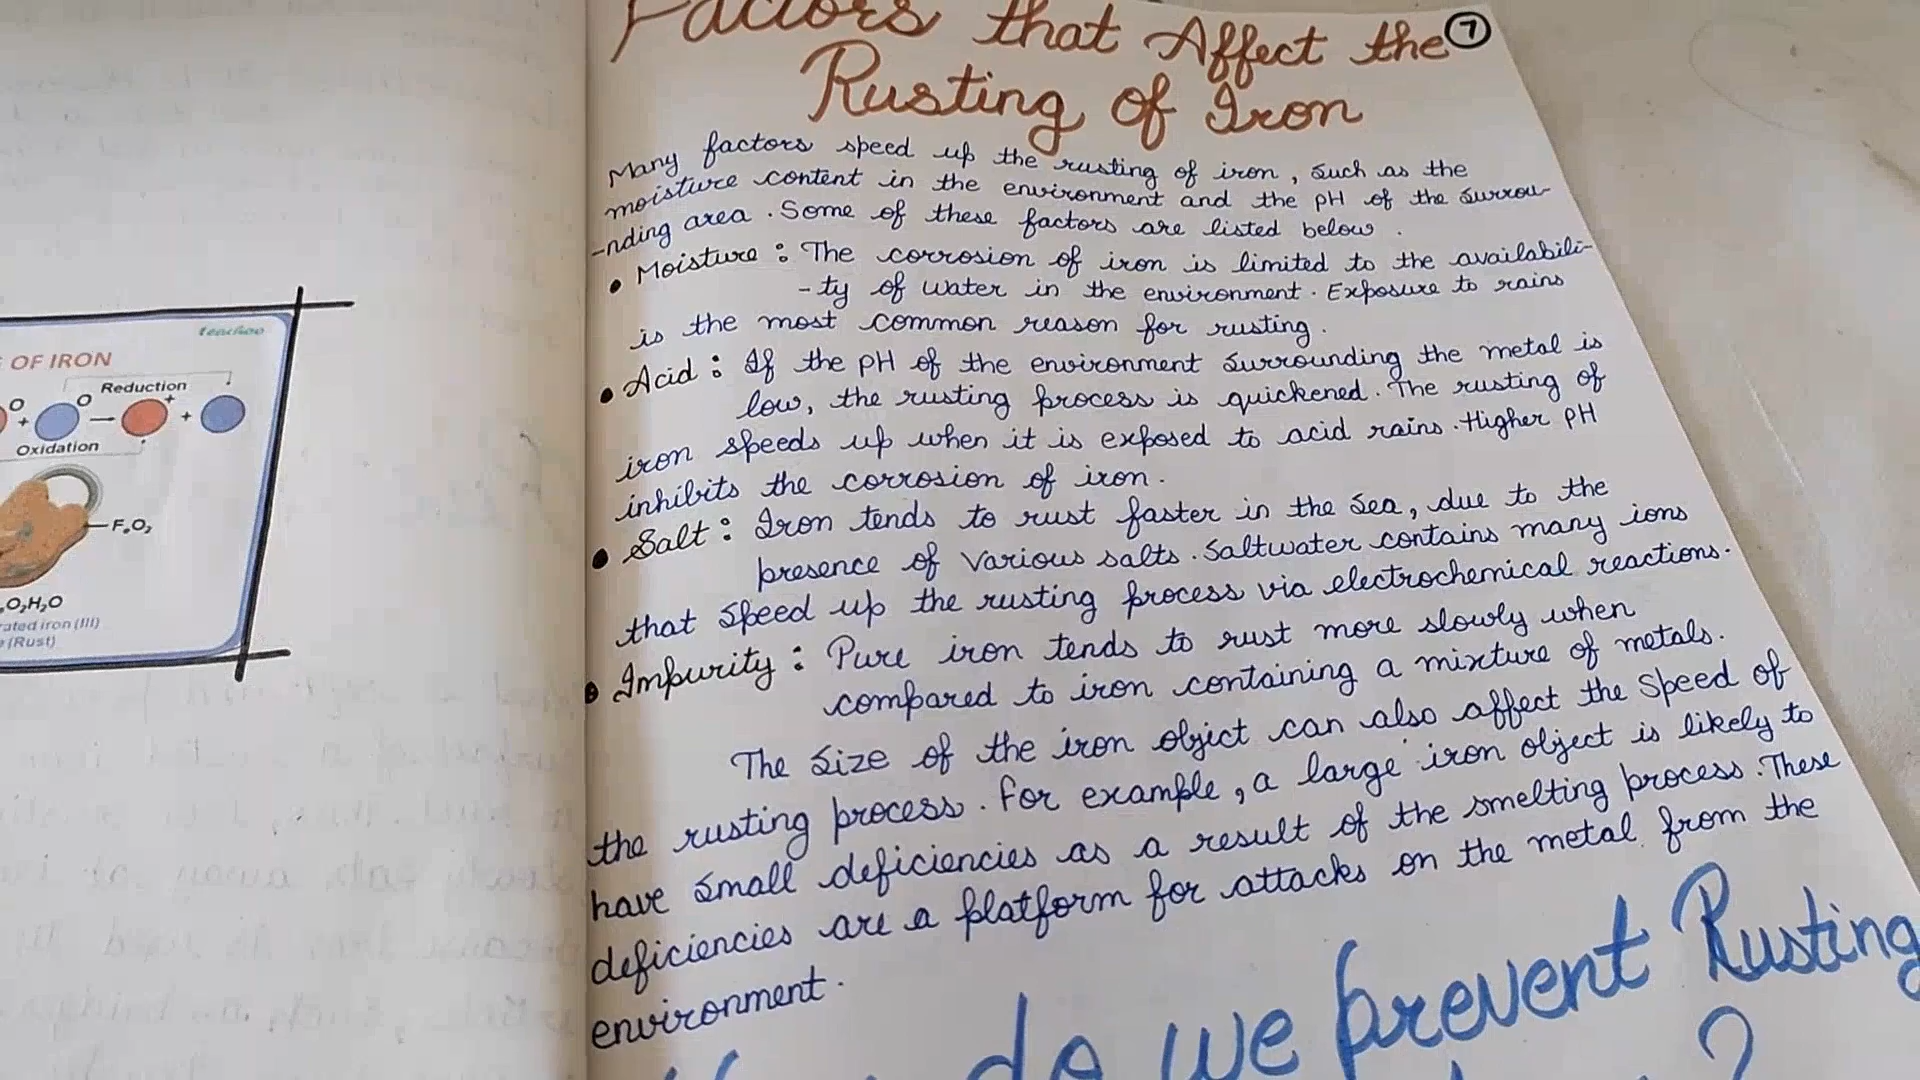 teachoo
OF IRON
Reduction
O O
+ — + +
Oxidation
FₑO₃
O₂H₂O
rated iron (III)
(Rust)
Factors that Affect the 7
Rusting of Iron
Many factors speed up the rusting of iron, such as the
moisture content in the environment and the pH of the surrou-
-nding area. Some of these factors are listed below.
• Moisture : The corrosion of iron is limited to the availabili-
-ty of water in the environment. Exposure to rains
is the most common reason for rusting.
• Acid : If the pH of the environment surrounding the metal is
low, the rusting process is quickened. The rusting of
iron speeds up when it is exposed to acid rains. Higher pH
inhibits the corrosion of iron.
• Salt : Iron tends to rust faster in the sea, due to the
presence of various salts. Saltwater contains many ions
that speed up the rusting process via electrochemical reactions.
• Impurity : Pure iron tends to rust more slowly when
compared to iron containing a mixture of metals.
The size of the iron object can also affect the speed of
the rusting process. For example, a large iron object is likely to
have small deficiencies as a result of the smelting process. These
deficiencies are a platform for attacks on the metal from the
environment.
do we prevent Rusting
?